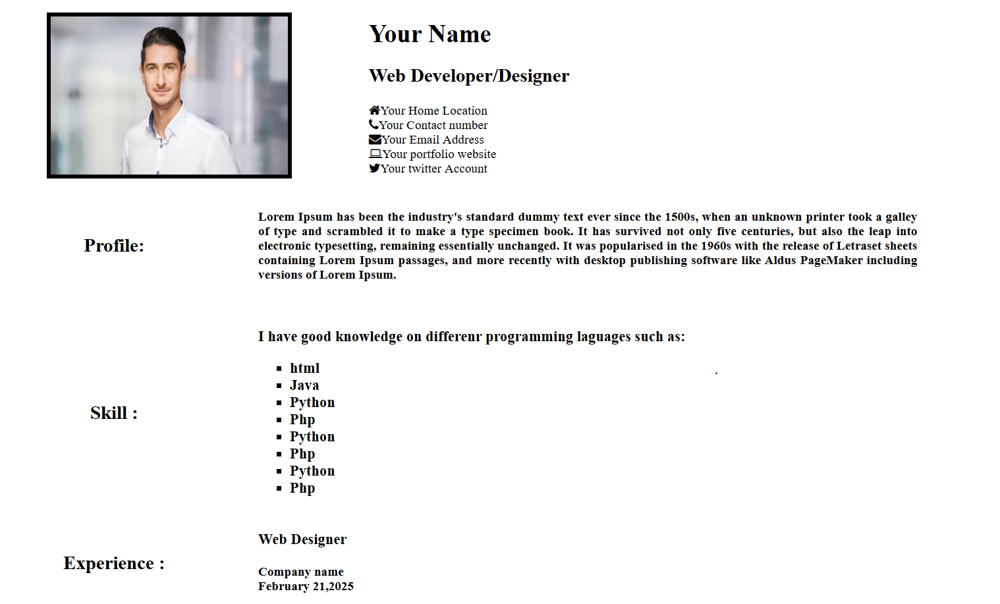 Your Name
Web Developer/Designer
Your Home Location
Your Contact number
Your Email Address
Your portfolio website
Your twitter Account
Profile:
Lorem Ipsum has been the industry's standard dummy text ever since the 1500s, when an unknown printer took a galley
of type and scrambled it to make a type specimen book. It has survived not only five centuries, but also the leap into
electronic typesetting, remaining essentially unchanged. It was popularised in the 1960s with the release of Letraset sheets
containing Lorem Ipsum passages, and more recently with desktop publishing software like Aldus PageMaker including
versions of Lorem Ipsum.
Skill :
I have good knowledge on differenr programming laguages such as:
html
Java
Python
Php
Python
Php
Python
Php
Experience :
Web Designer
Company name
February 21,2025